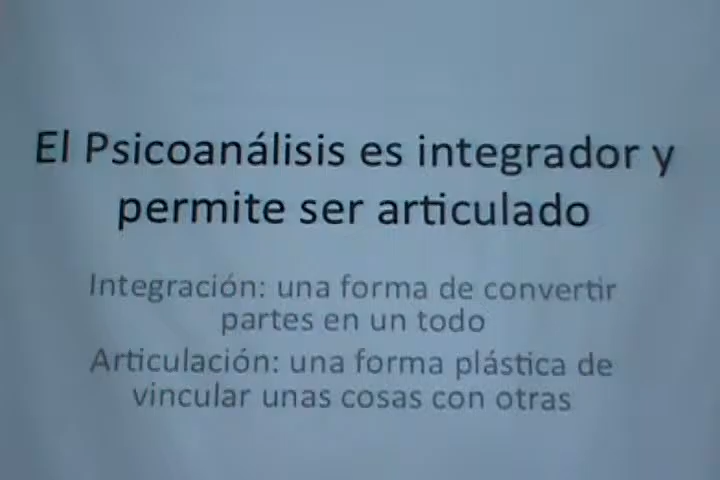 El Psicoanálisis es integrador y
permite ser articulado
Integración: una forma de convertir
partes en un todo
Articulación: una forma plástica de
vincular unas cosas con otras